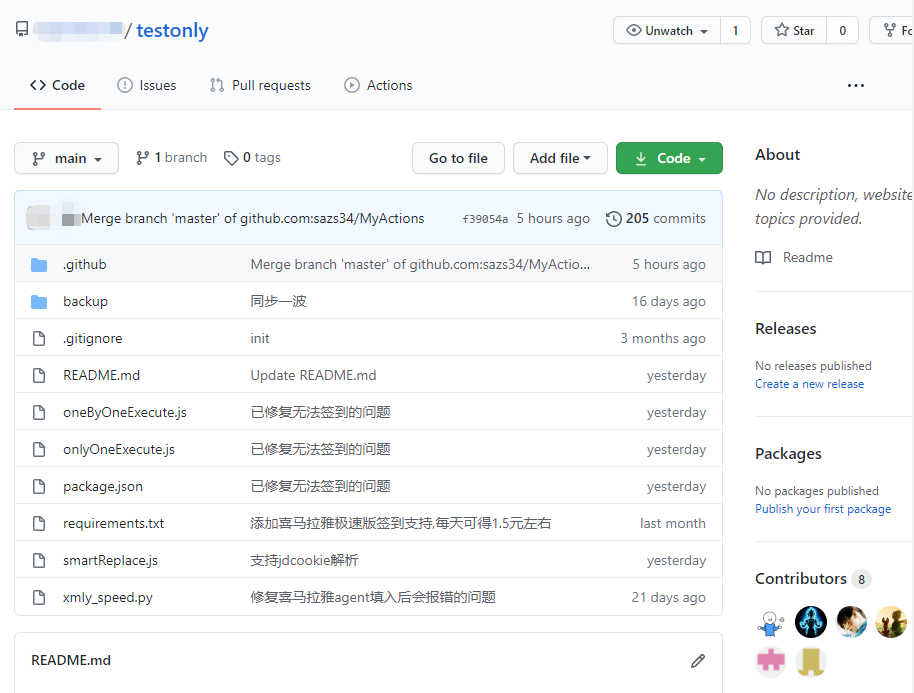 / testonly
Unwatch 1 Star 0 Fo
Code Issues Pull requests Actions ...
main 1 branch 0 tags Go to file Add file Code
Merge branch 'master' of github.com:sazs34/MyActions f39054a 5 hours ago 205 commits
.github Merge branch 'master' of github.com:sazs34/MyActio... 5 hours ago
backup 同步一波 16 days ago
.gitignore init 3 months ago
README.md Update README.md yesterday
oneByOneExecute.js 已修复无法签到的问题 yesterday
onlyOneExecute.js 已修复无法签到的问题 yesterday
package.json 已修复无法签到的问题 yesterday
requirements.txt 添加喜马拉雅极速版签到支持,每天可得1.5元左右 last month
smartReplace.js 支持jdcookie解析 yesterday
xmly_speed.py 修复喜马拉雅agent填入后会报错的问题 21 days ago
README.md
About
No description, website
topics provided.
Readme
Releases
No releases published
Create a new release
Packages
No packages published
Publish your first package
Contributors 8